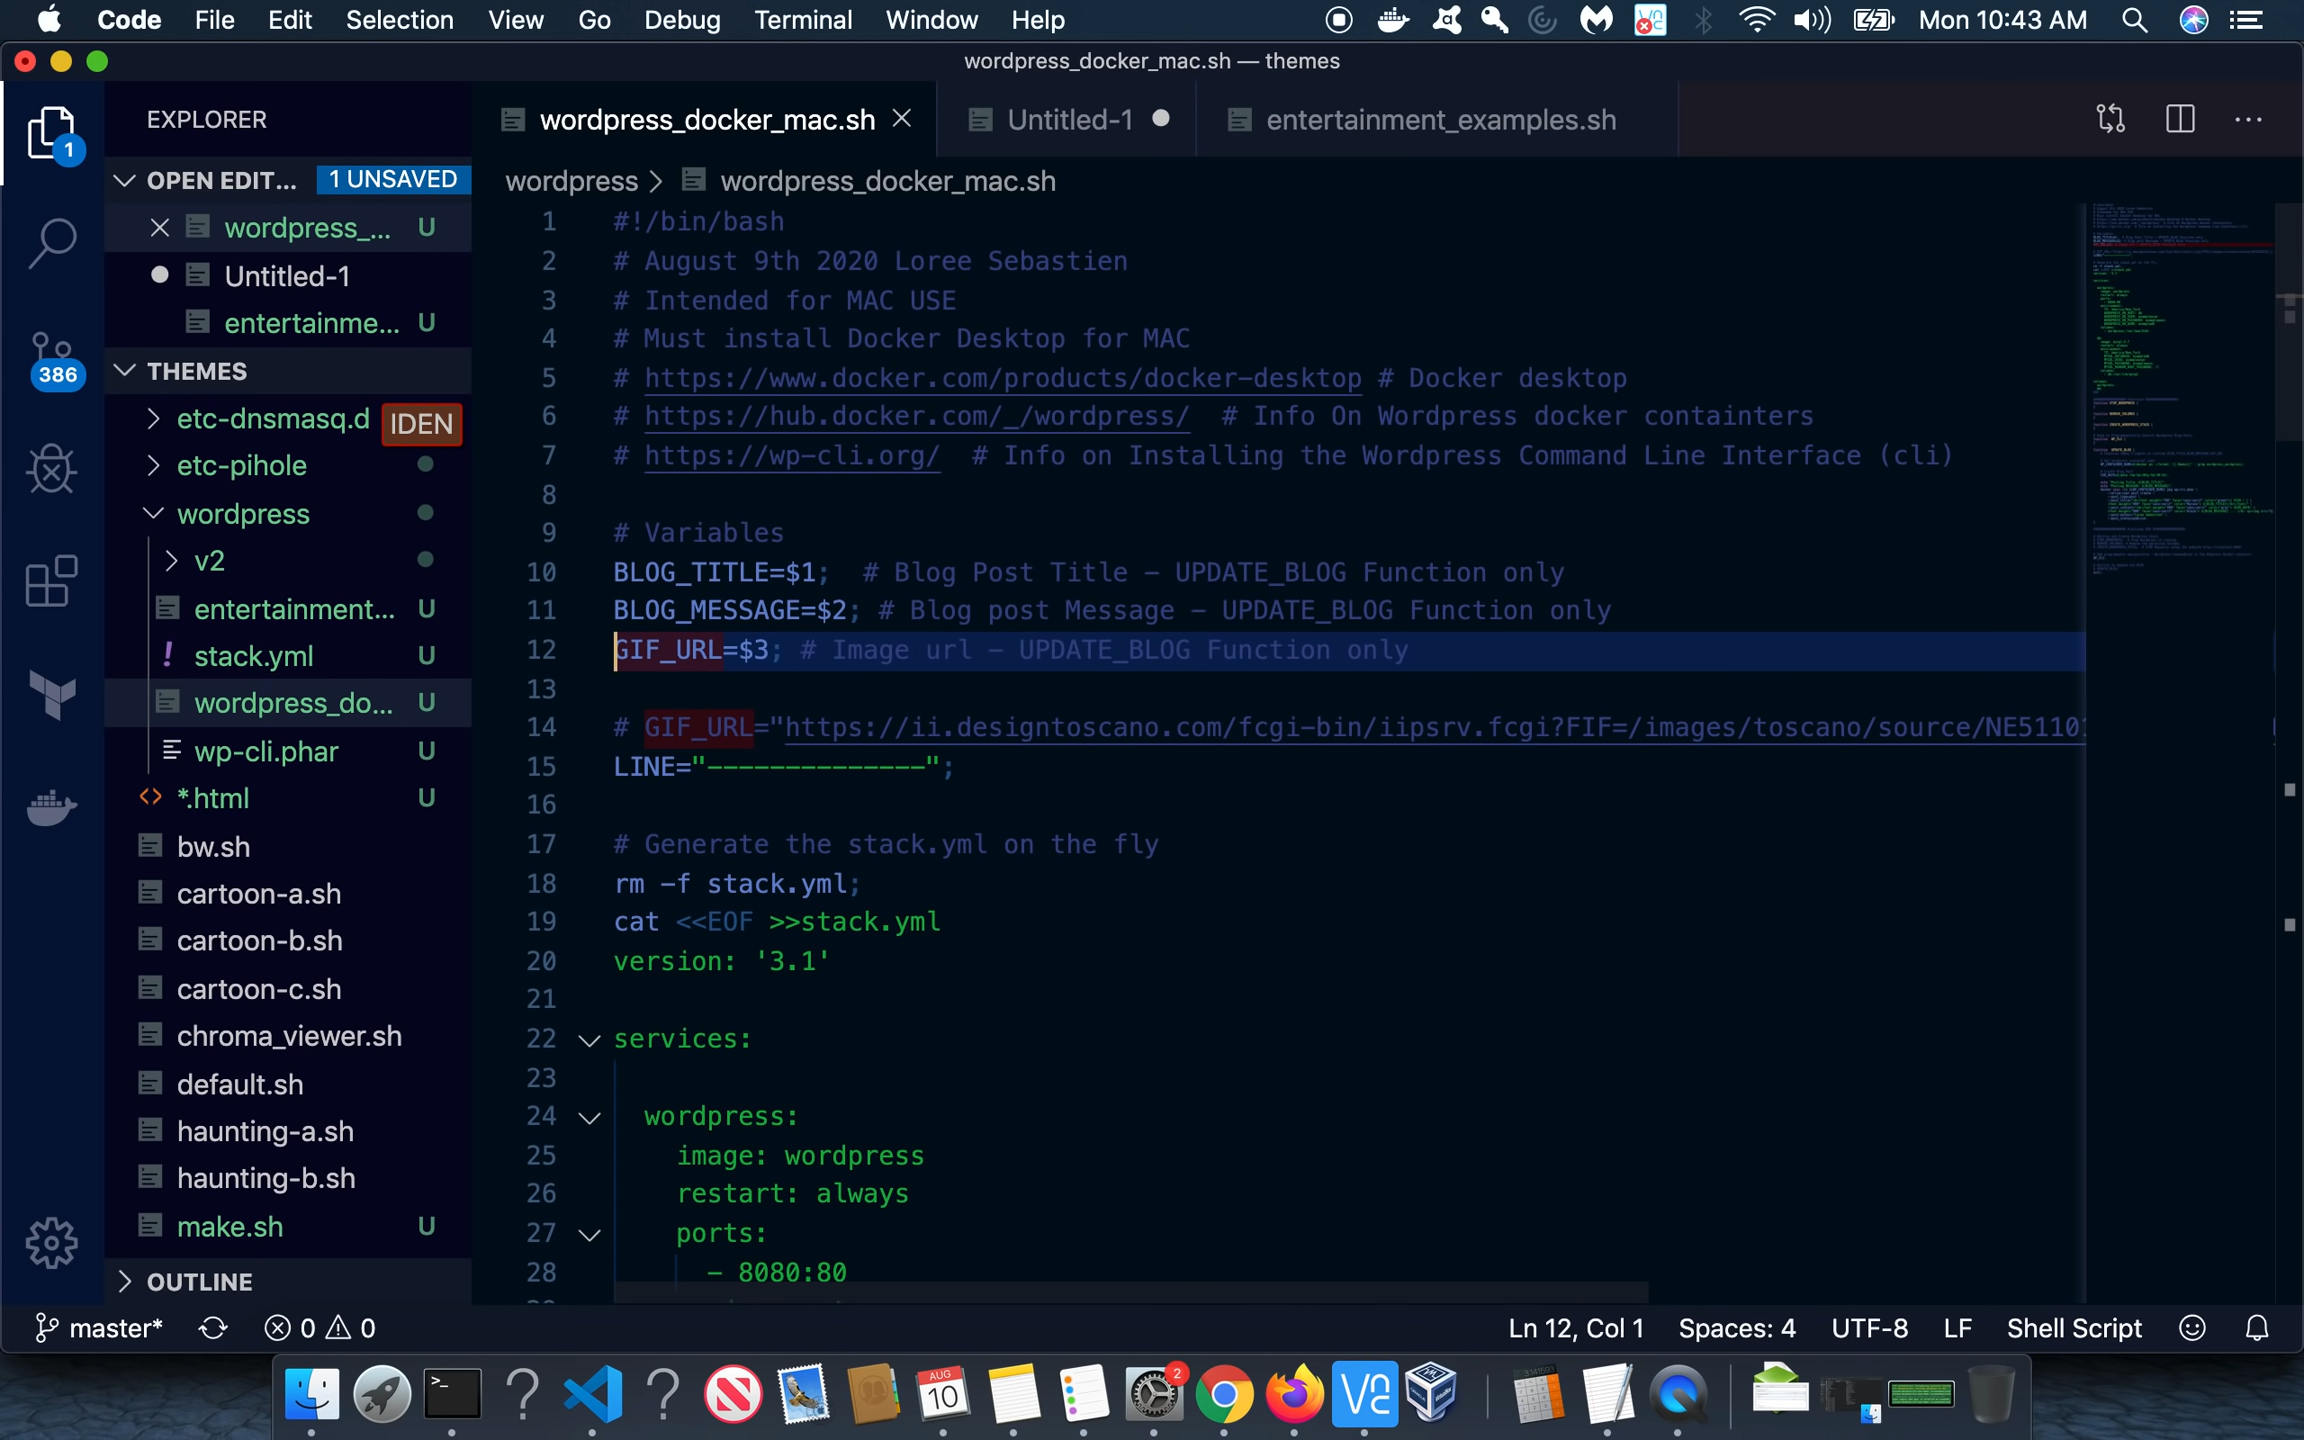 Code File Edit Selection View Go Debug Terminal Window Help Mon 10:43 AM
wordpress_docker_mac.sh — themes
EXPLORER
wordpress_docker_mac.sh Untitled-1 entertainment_examples.sh
1
OPEN EDIT... 1 UNSAVED
wordpress_... U
Untitled-1
entertainme... U
386
THEMES
etc-dnsmasq.d IDEN
etc-pihole
wordpress
v2
entertainment... U
! stack.yml U
wordpress_do... U
wp-cli.phar U
<> *.html U
bw.sh
cartoon-a.sh
cartoon-b.sh
cartoon-c.sh
chroma_viewer.sh
default.sh
haunting-a.sh
haunting-b.sh
make.sh U
OUTLINE
wordpress > wordpress_docker_mac.sh
1 #!/bin/bash
2 # August 9th 2020 Loree Sebastien
3 # Intended for MAC USE
4 # Must install Docker Desktop for MAC
5 # https://www.docker.com/products/docker-desktop # Docker desktop
6 # https://hub.docker.com/_/wordpress/ # Info On Wordpress docker containters
7 # https://wp-cli.org/ # Info on Installing the Wordpress Command Line Interface (cli)
8
9 # Variables
10 BLOG_TITLE=$1; # Blog Post Title – UPDATE_BLOG Function only
11 BLOG_MESSAGE=$2; # Blog post Message – UPDATE_BLOG Function only
12 GIF_URL=$3; # Image url – UPDATE_BLOG Function only
13
14 # GIF_URL="https://ii.designtoscano.com/fcgi-bin/iipsrv.fcgi?FIF=/images/toscano/source/NE51101
15 LINE="--------------";
16
17 # Generate the stack.yml on the fly
18 rm -f stack.yml;
19 cat <<EOF >>stack.yml
20 version: '3.1'
21
22 services:
23
24 wordpress:
25 image: wordpress
26 restart: always
27 ports:
28 - 8080:80
master* 0 0 Ln 12, Col 1 Spaces: 4 UTF-8 LF Shell Script
AUG
10
2